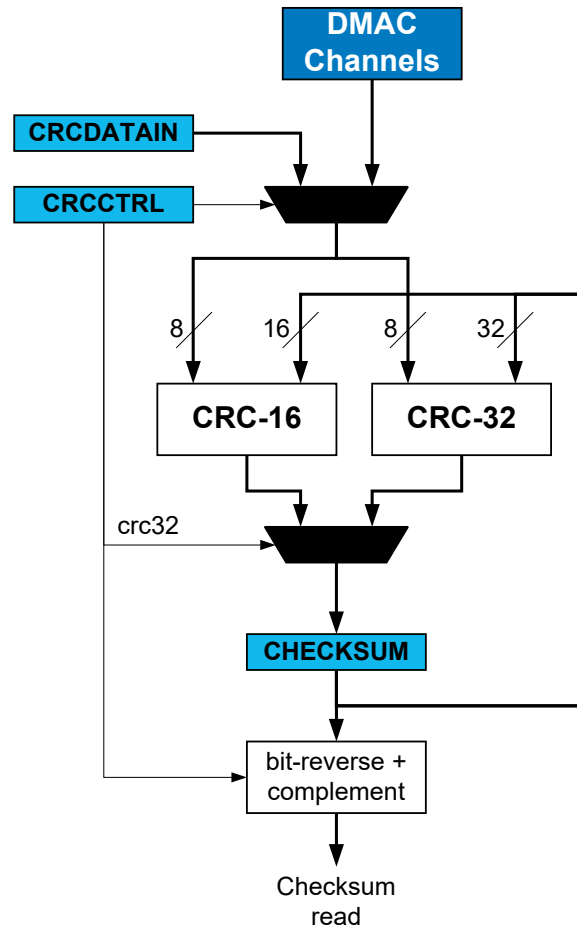 DMAC
Channels
CRCDATAIN
CRCCTRL
8
16
8
32
CRC-16
CRC-32
crc32
CHECKSUM
bit-reverse +
complement
Checksum
read